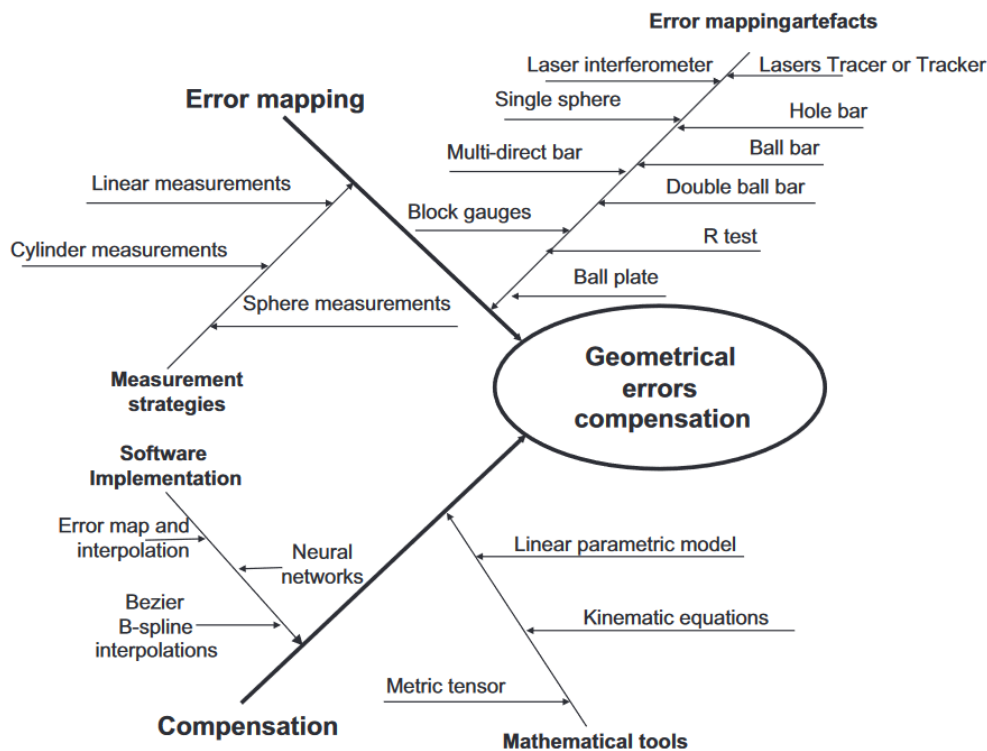 Error mappingartefacts
Laser interferometer
Lasers Tracer or Tracker
Error mapping
Single sphere
Hole bar
Multi-direct bar
Ball bar
Linear measurements
Double ball bar
Block gauges
R test
Cylinder measurements
Ball plate
Sphere measurements
Geometrical
errors
compensation
Measurement
strategies
Software
Implementation
Error map and
interpolation
Neural
networks
Linear parametric model
Bezier
B-spline
interpolations
Kinematic equations
Metric tensor
Compensation
Mathematical tools